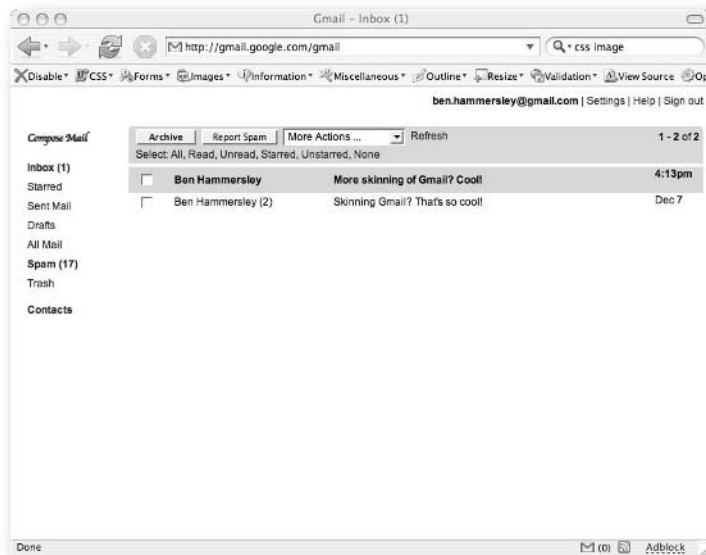 Gmail – Inbox (1)
http://gmail.google.com/gmail css image
Disable CSS Forms Images Information Miscellaneous Outline Resize Validation View Source Op
ben.hammersley@gmail.com | Settings | Help | Sign out
Compose Mail Archive Report Spam More Actions ... Refresh 1 - 2 of 2
Select: All, Read, Unread, Starred, Unstarred, None
Inbox (1) Ben Hammersley More skinning of Gmail? Cool! 4:13pm
Starred Ben Hammersley (2) Skinning Gmail? That's so cool! Dec 7
Sent Mail
Drafts
All Mail
Spam (17)
Trash
Contacts
Done (0) Adblock